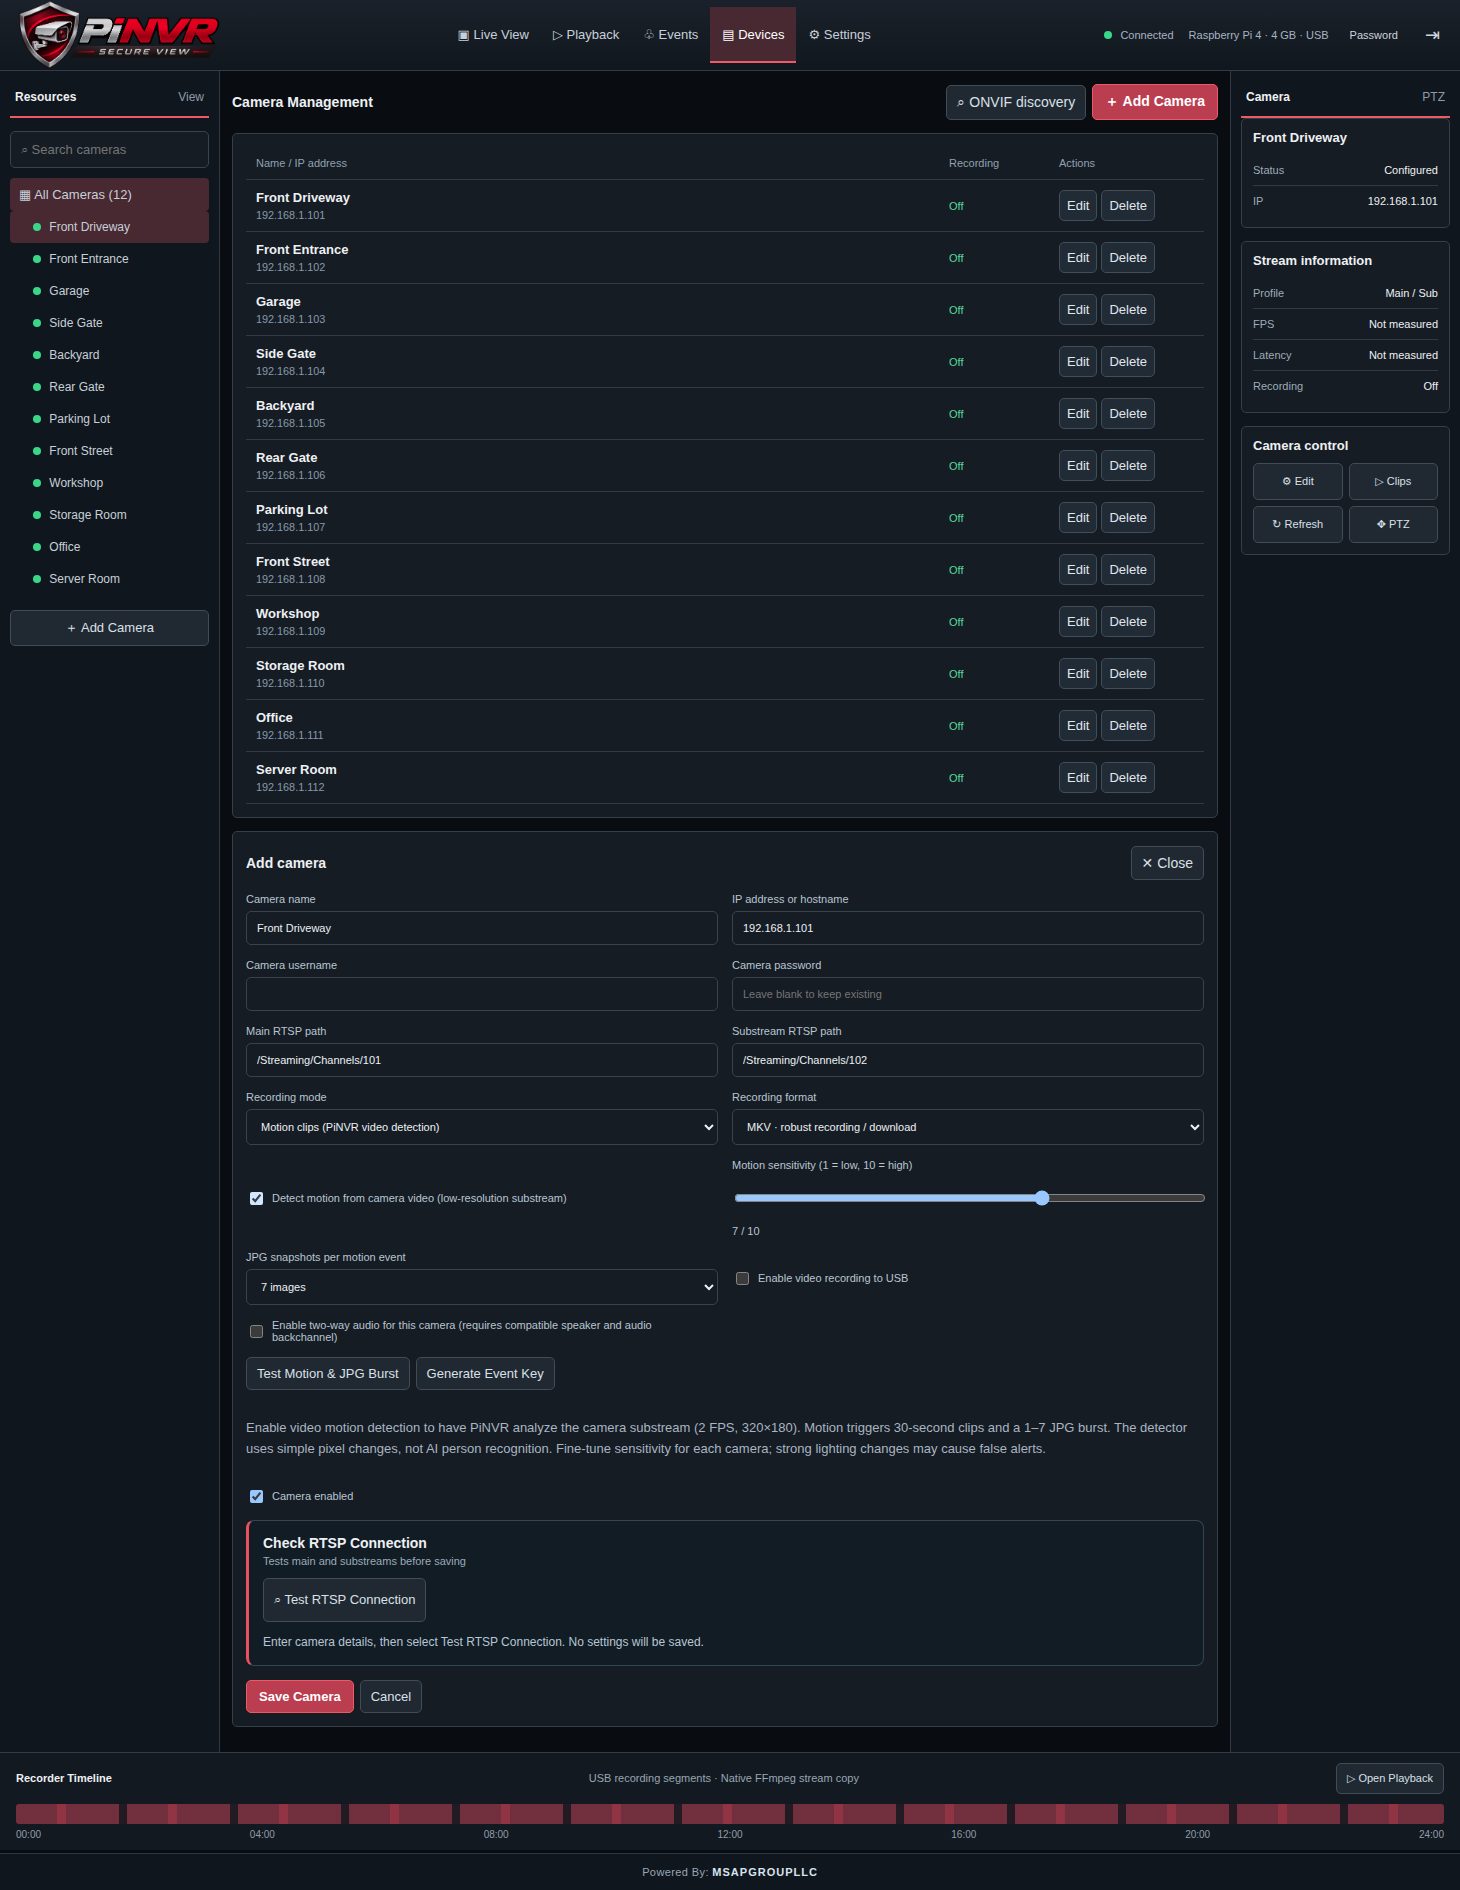 PiNVR
SECURE VIEW
Live View
Playback
Events
Devices
Settings
Connected
Raspberry Pi 4 · 4 GB · USB
Password
Resources
View
Search cameras
All Cameras (12)
Front Driveway
Front Entrance
Garage
Side Gate
Backyard
Rear Gate
Parking Lot
Front Street
Workshop
Storage Room
Office
Server Room
+ Add Camera
Camera Management
ONVIF discovery
+ Add Camera
Name / IP address Recording Actions
Front Driveway
192.168.1.101
Off Edit Delete
Front Entrance
192.168.1.102
Off Edit Delete
Garage
192.168.1.103
Off Edit Delete
Side Gate
192.168.1.104
Off Edit Delete
Backyard
192.168.1.105
Off Edit Delete
Rear Gate
192.168.1.106
Off Edit Delete
Parking Lot
192.168.1.107
Off Edit Delete
Front Street
192.168.1.108
Off Edit Delete
Workshop
192.168.1.109
Off Edit Delete
Storage Room
192.168.1.110
Off Edit Delete
Office
192.168.1.111
Off Edit Delete
Server Room
192.168.1.112
Off Edit Delete
Add camera
✕ Close
Camera name
Front Driveway
IP address or hostname
192.168.1.101
Camera username
Camera password
Leave blank to keep existing
Main RTSP path
/Streaming/Channels/101
Substream RTSP path
/Streaming/Channels/102
Recording mode
Motion clips (PiNVR video detection)
Recording format
MKV · robust recording / download
Detect motion from camera video (low-resolution substream)
Motion sensitivity (1 = low, 10 = high)
7 / 10
JPG snapshots per motion event
7 images
Enable video recording to USB
Enable two-way audio for this camera (requires compatible speaker and audio
backchannel)
Test Motion & JPG Burst
Generate Event Key
Enable video motion detection to have PiNVR analyze the camera substream (2 FPS, 320×180). Motion triggers 30-second clips and a 1–7 JPG burst. The detector
uses simple pixel changes, not AI person recognition. Fine-tune sensitivity for each camera; strong lighting changes may cause false alerts.
Camera enabled
Check RTSP Connection
Tests main and substreams before saving
Test RTSP Connection
Enter camera details, then select Test RTSP Connection. No settings will be saved.
Save Camera
Cancel
Camera
PTZ
Front Driveway
Status Configured
IP 192.168.1.101
Stream information
Profile Main / Sub
FPS Not measured
Latency Not measured
Recording Off
Camera control
Edit
Clips
Refresh
PTZ
Recorder Timeline
USB recording segments · Native FFmpeg stream copy
Open Playback
00:00 04:00 08:00 12:00 16:00 20:00 24:00
Powered By: MSAPGROUPLLC